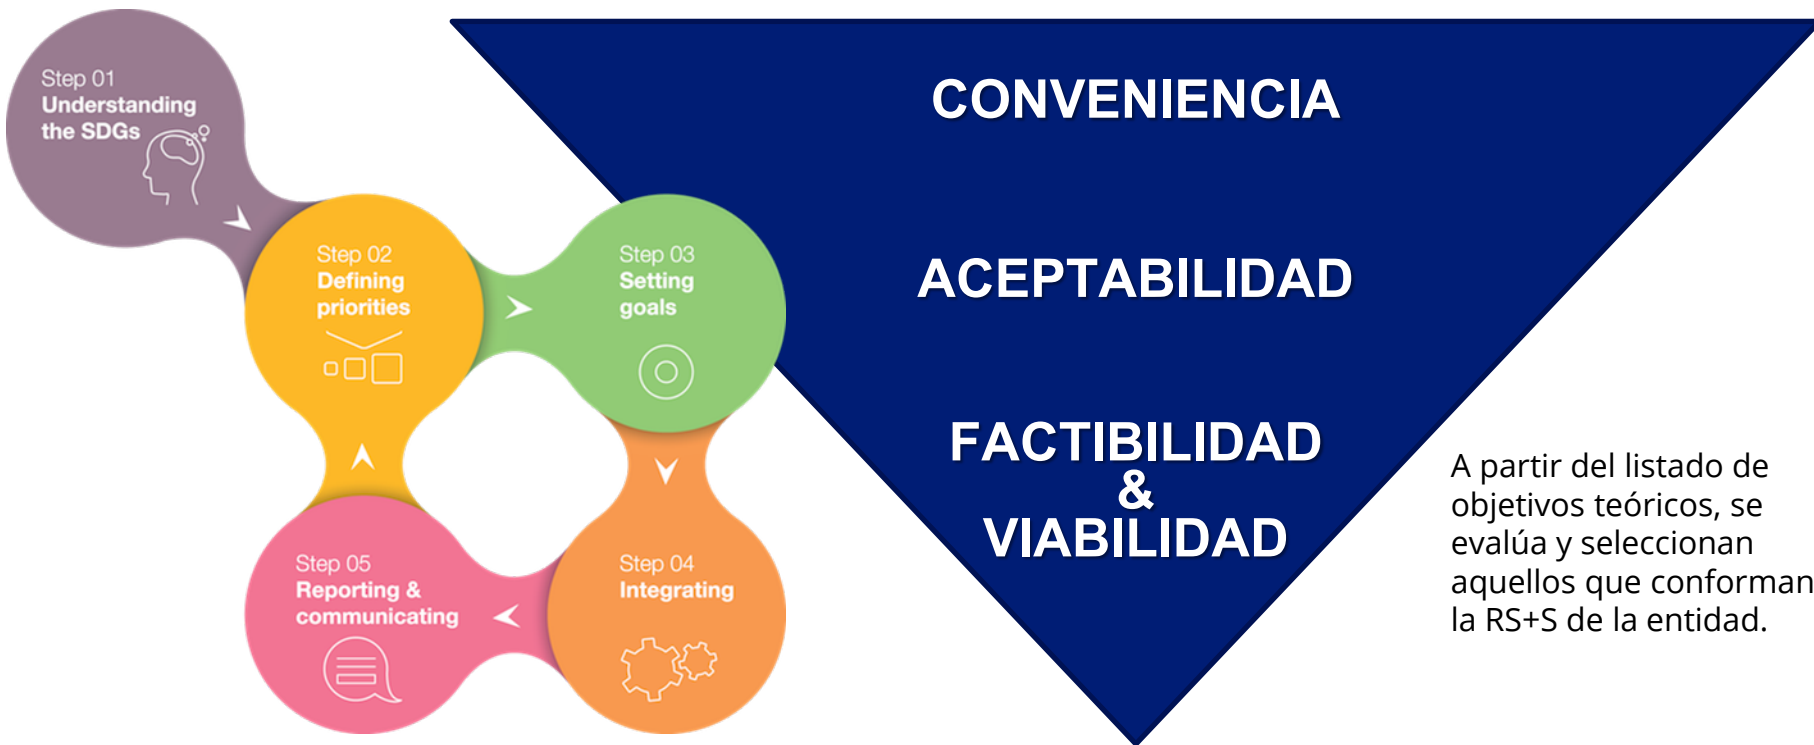 Step 01
Understanding
the SDGs
Step 02
Defining
priorities
Step 03
Setting
goals
Step 04
Integrating
Step 05
Reporting &
communicating
CONVENIENCIA
ACEPTABILIDAD
FACTIBILIDAD
&
VIABILIDAD
A partir del listado de
objetivos teóricos, se
evalúa y seleccionan
aquellos que conforman
la RS+S de la entidad.